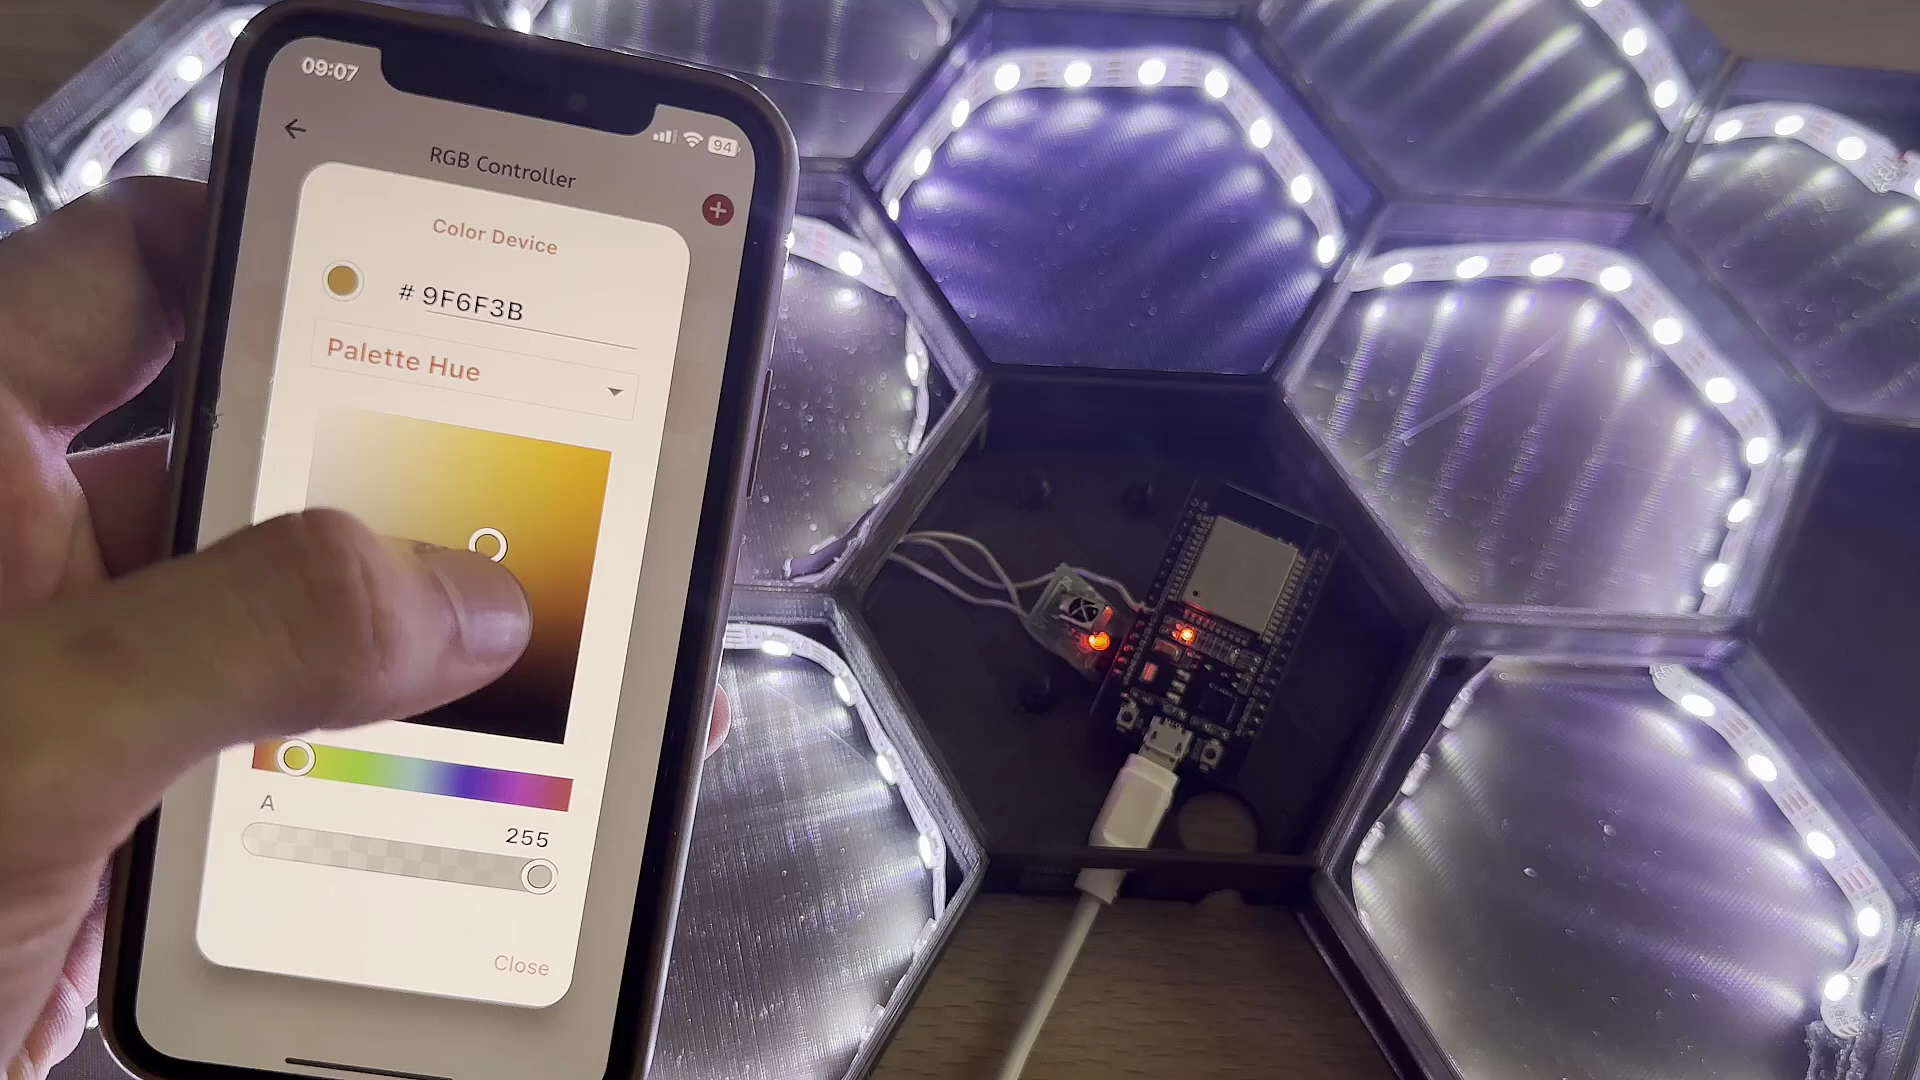 09:07
94
RGB Controller
Color Device
# 9F6F3B
Palette Hue
A
255
Close